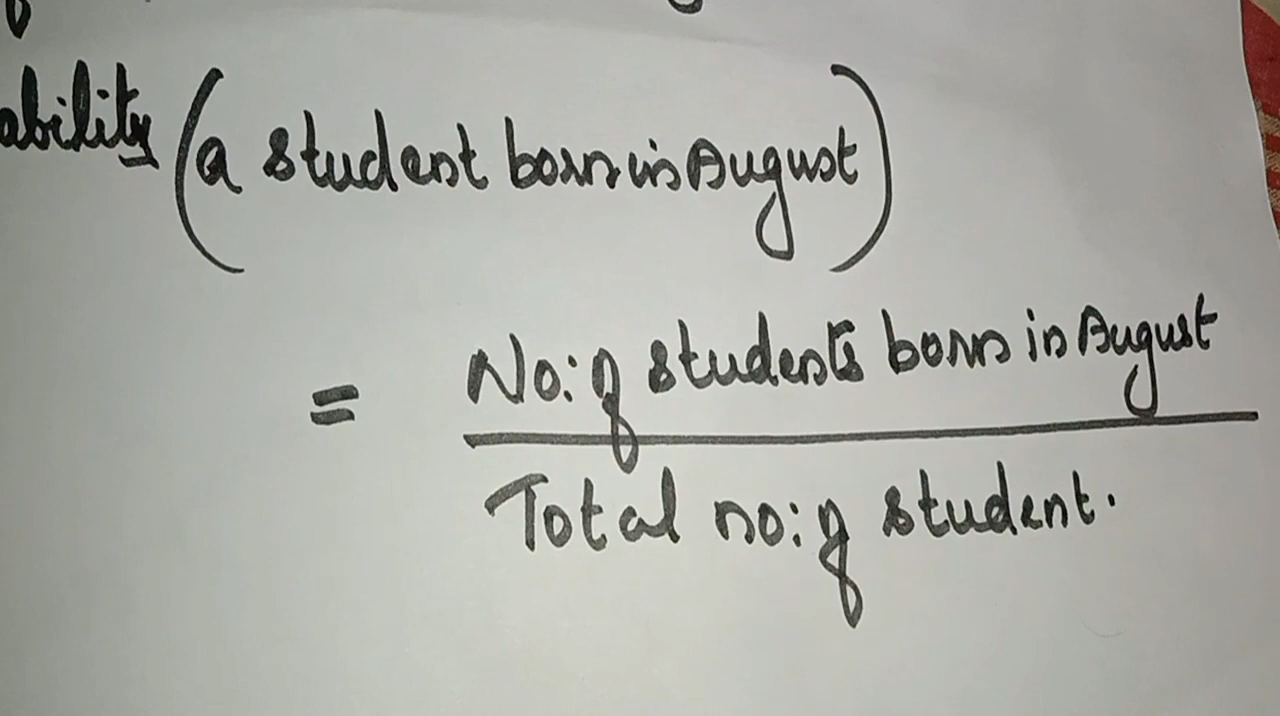 ability (a student born in August)
= No: of students born in August
Total no: of student.